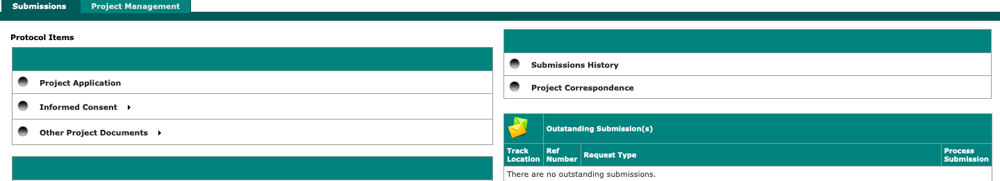 Submissions
Project Management
Protocol Items
Project Application
Informed Consent
Other Project Documents
Submissions History
Project Correspondence
Outstanding Submission(s)
Track Location
Ref Number
Request Type
Process Submission
There are no outstanding submissions.